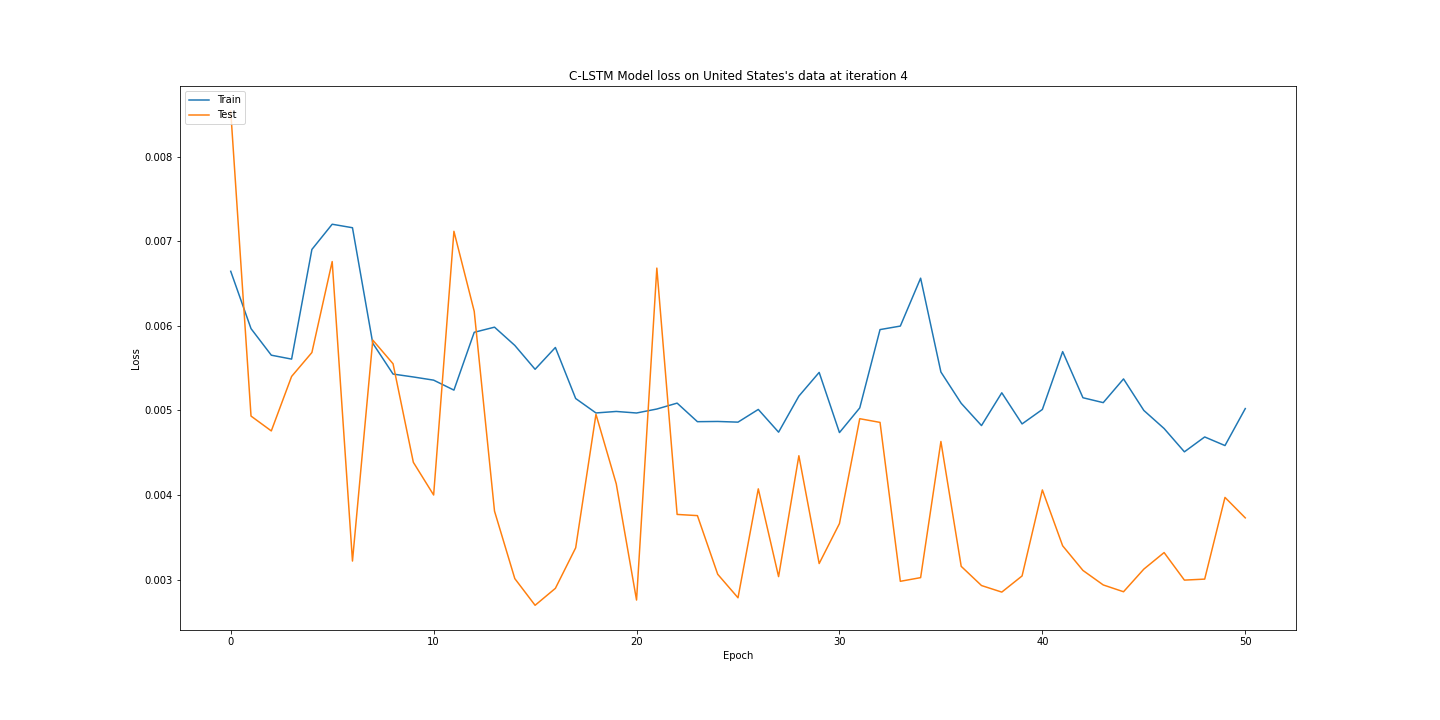 C-LSTM Model loss on United States's data at iteration 4
Train
Test
Loss
0.008
0.007
0.006
0.005
0.004
0.003
0 10 20 30 40 50
Epoch